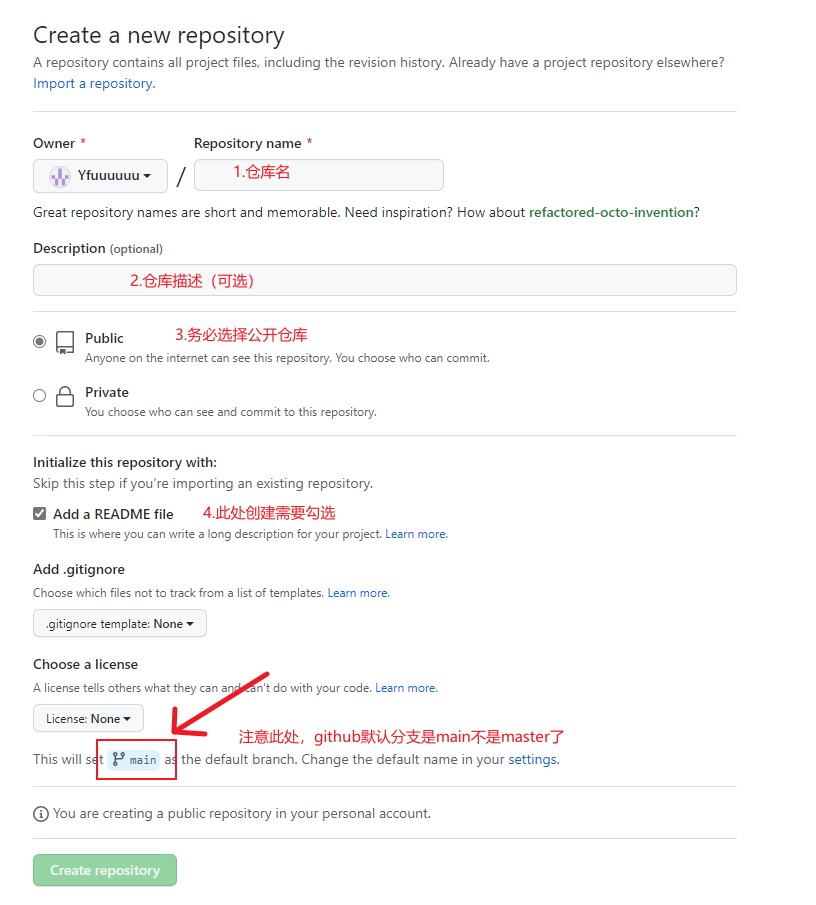 Create a new repository
A repository contains all project files, including the revision history. Already have a project repository elsewhere?
Import a repository.
Owner * Repository name *
Yfuuuuuu / 1.仓库名
Great repository names are short and memorable. Need inspiration? How about refactored-octo-invention?
Description (optional)
2.仓库描述（可选）
Public 3.务必选择公开仓库
Anyone on the internet can see this repository. You choose who can commit.
Private
You choose who can see and commit to this repository.
Initialize this repository with:
Skip this step if you're importing an existing repository.
Add a README file 4.此处创建需要勾选
This is where you can write a long description for your project. Learn more.
Add .gitignore
Choose which files not to track from a list of templates. Learn more.
.gitignore template: None
Choose a license
A license tells others what they can and can't do with your code. Learn more.
License: None
注意此处，github默认分支是main不是master了
This will set main as the default branch. Change the default name in your settings.
You are creating a public repository in your personal account.
Create repository